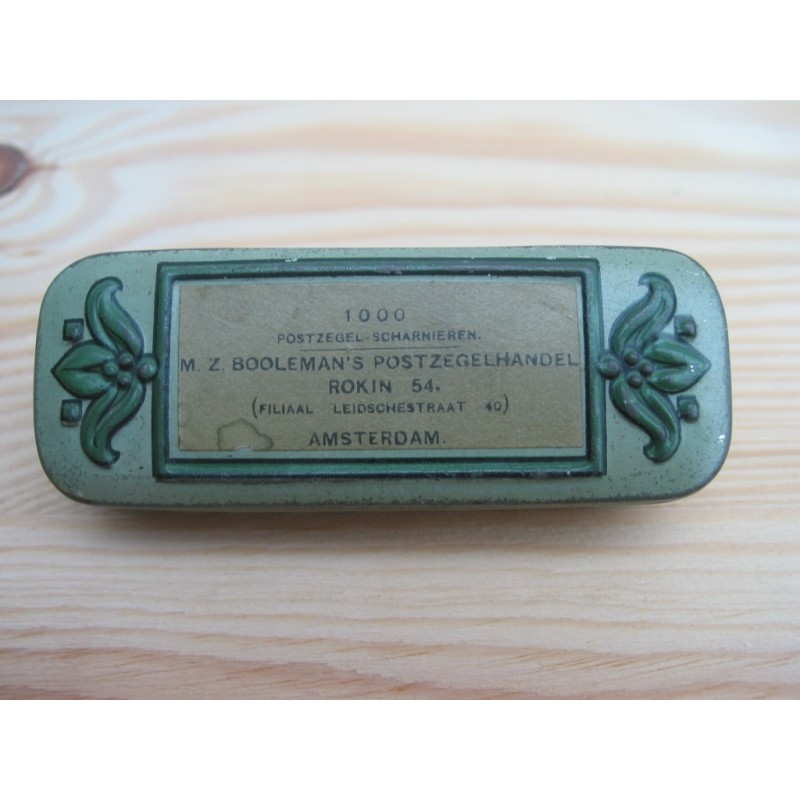 1000
POSTZEGEL-SCHARNIEREN.
M. Z. BOOLEMAN'S POSTZEGELHANDEL
ROKIN 54.
(FILIAAL LEIDSCHESTRAAT 40)
AMSTERDAM.